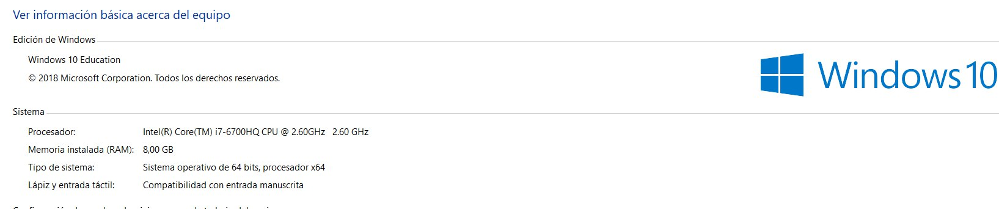 Ver información básica acerca del equipo
Edición de Windows
Windows 10 Education
© 2018 Microsoft Corporation. Todos los derechos reservados.
Windows 10
Sistema
Procesador: Intel(R) Core(TM) i7-6700HQ CPU @ 2.60GHz 2.60 GHz
Memoria instalada (RAM): 8,00 GB
Tipo de sistema: Sistema operativo de 64 bits, procesador x64
Lápiz y entrada táctil: Compatibilidad con entrada manuscrita